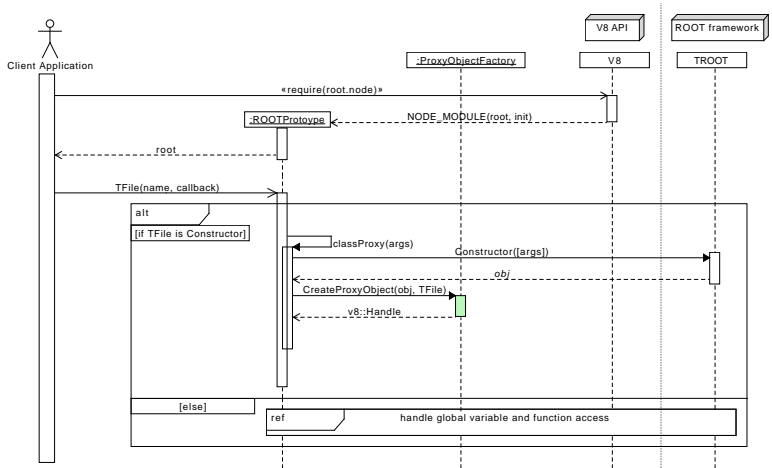 V8 API
ROOT framework
Client Application
:ProxyObjectFactory
V8
TROOT
«require(root.node)»
:ROOTProtoype
NODE_MODULE(root, init)
root
TFile(name, callback)
alt
[if TFile is Constructor]
classProxy(args)
Constructor([args])
obj
CreateProxyObject(obj, TFile)
v8::Handle
[else]
ref
handle global variable and function access